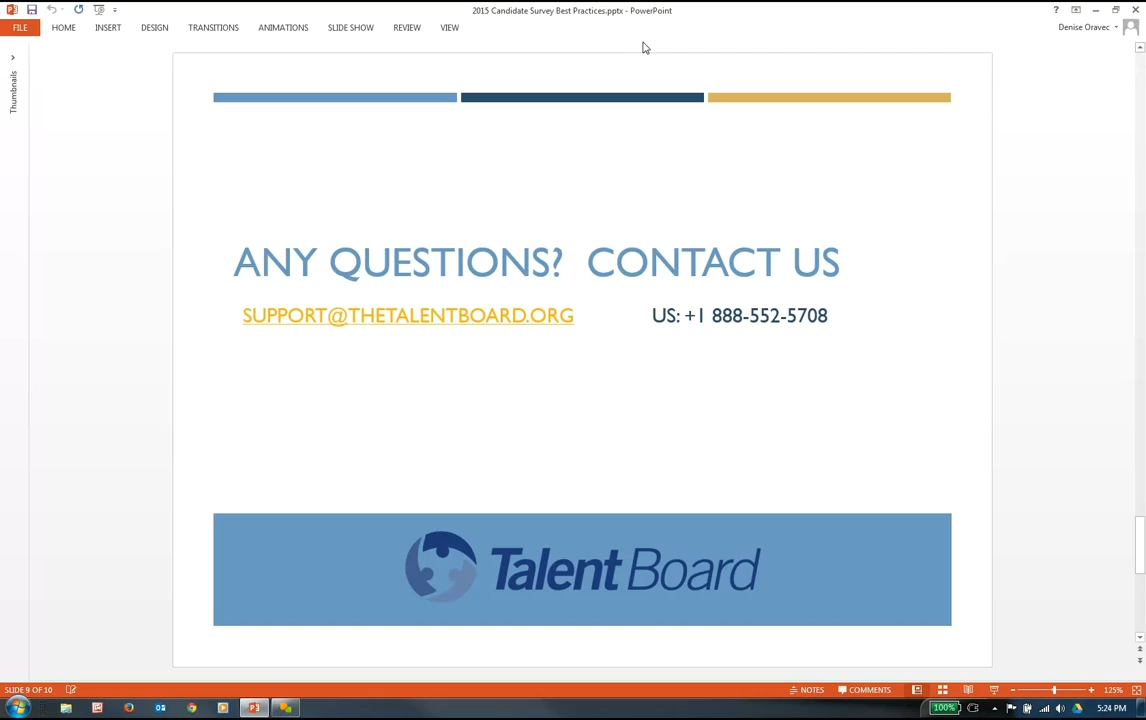 2015 Candidate Survey Best Practices.pptx - PowerPoint
FILE HOME INSERT DESIGN TRANSITIONS ANIMATIONS SLIDE SHOW REVIEW VIEW
Denise Oravec
Thumbnails
ANY QUESTIONS? CONTACT US
SUPPORT@THETALENTBOARD.ORG US: +1 888-552-5708
Talent Board
SLIDE 9 OF 10 NOTES COMMENTS 125%
100% 5:24 PM